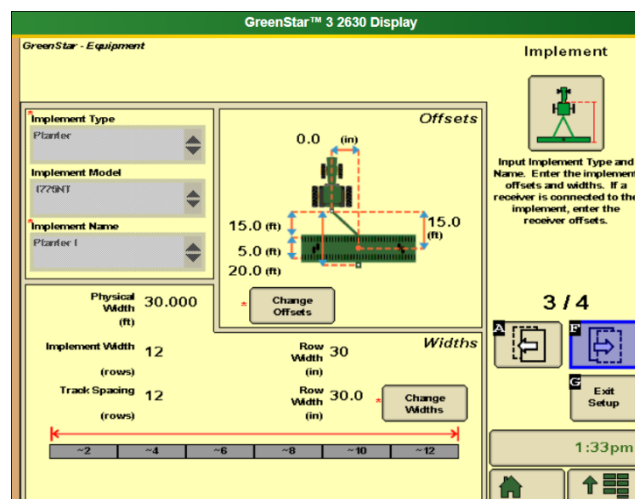 GreenStar™ 3 2630 Display
GreenStar - Equipment
Implement
*Implement Type
Planter
Implement Model
1775NT
*Implement Name
Planter 1
Offsets
0.0 (in)
15.0 (ft)
5.0 (ft)
20.0 (ft)
15.0
(ft)
* Change
Offsets
Input Implement Type and
Name. Enter the implement
offsets and widths. If a
receiver is connected to the
implement, enter the
receiver offsets.
3 / 4
A
F
G
Exit
Setup
Physical
Width
(ft)
30.000
Widths
Implement Width
(rows)
12
Row
Width
(in)
30
Track Spacing
(rows)
12
Row
Width
(in)
30.0
* Change
Widths
~2 ~4 ~6 ~8 ~10 ~12
1:33pm